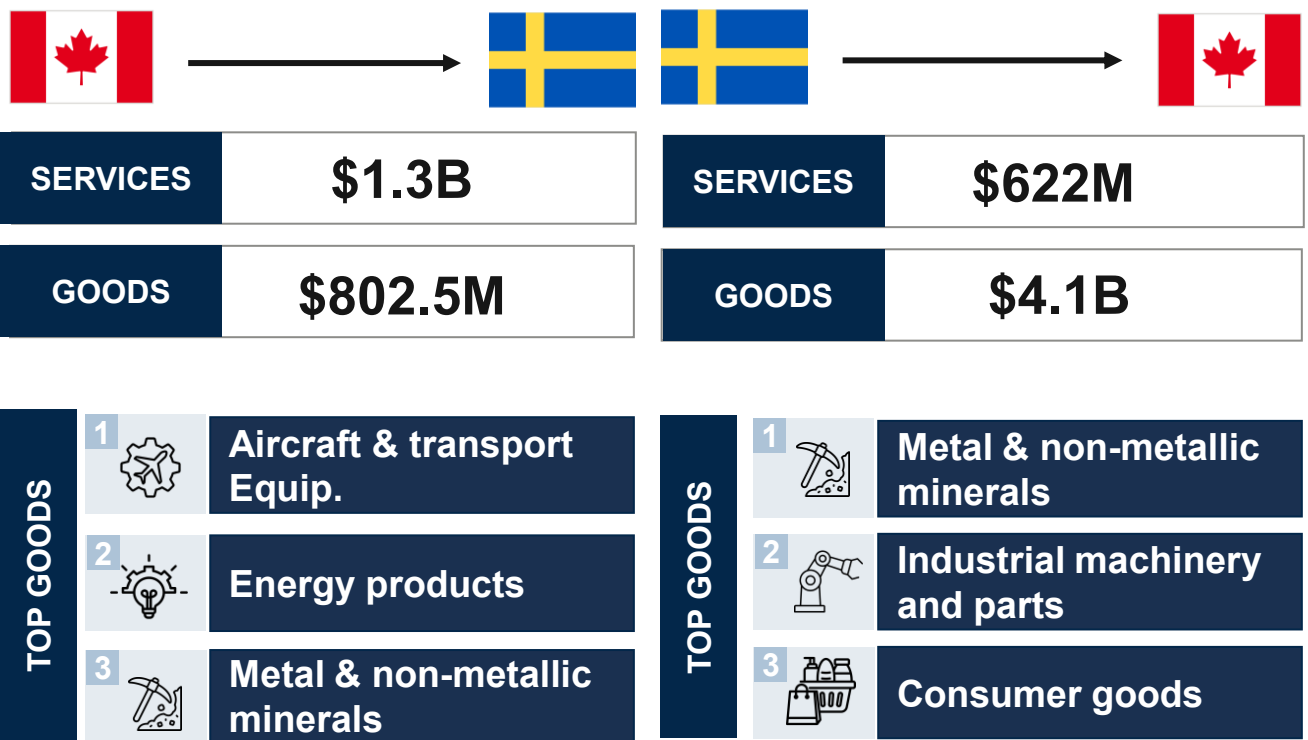 SERVICES
$1.3B
GOODS
$802.5M
TOP GOODS
1
Aircraft & transport
Equip.
2
Energy products
3
Metal & non-metallic
minerals
SERVICES
$622M
GOODS
$4.1B
TOP GOODS
1
Metal & non-metallic
minerals
2
Industrial machinery
and parts
3
Consumer goods